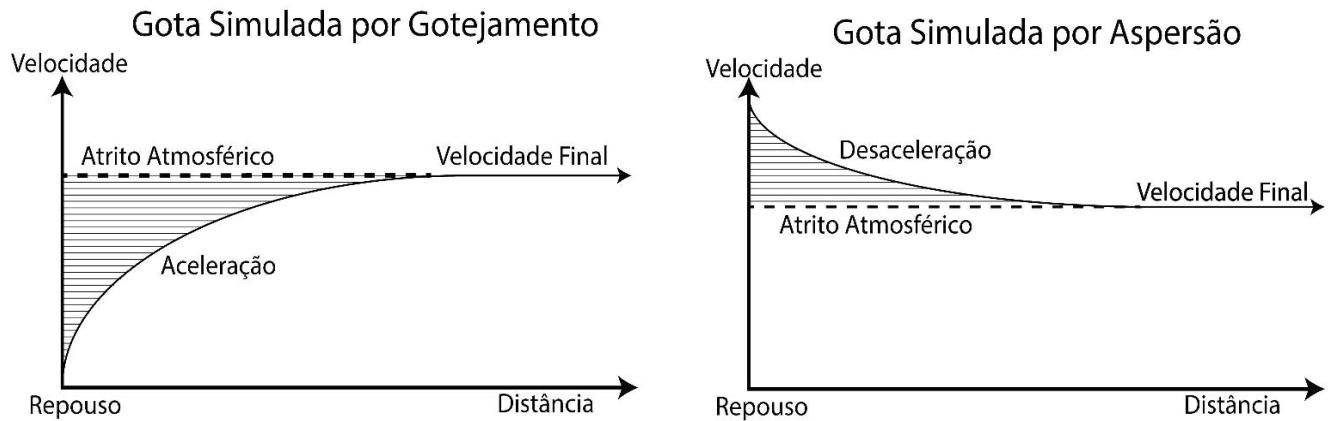 Gota Simulada por Gotejamento
Velocidade
Atrito Atmosférico
Velocidade Final
Aceleração
Repouso
Distância
Gota Simulada por Aspersão
Velocidade
Desaceleração
Velocidade Final
Atrito Atmosférico
Repouso
Distância